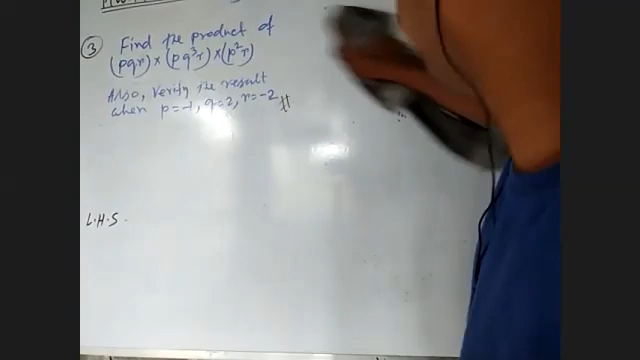 ③ Find the product of
(pqr) × (pq³r) × (p²r)
Also, verify the result
when p = -1, q = 2, r = -2
L.H.S